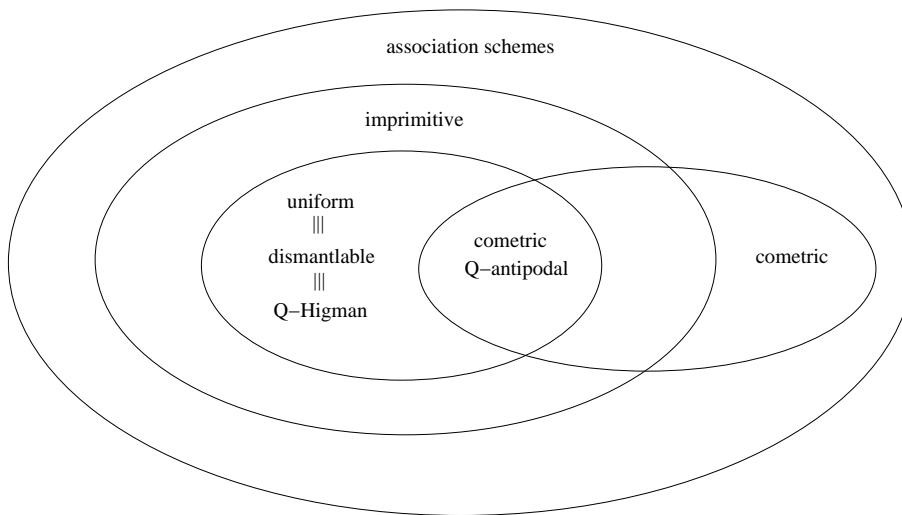 association schemes
imprimitive
uniform
|||
dismantlable
|||
Q−Higman
cometric
Q−antipodal
cometric